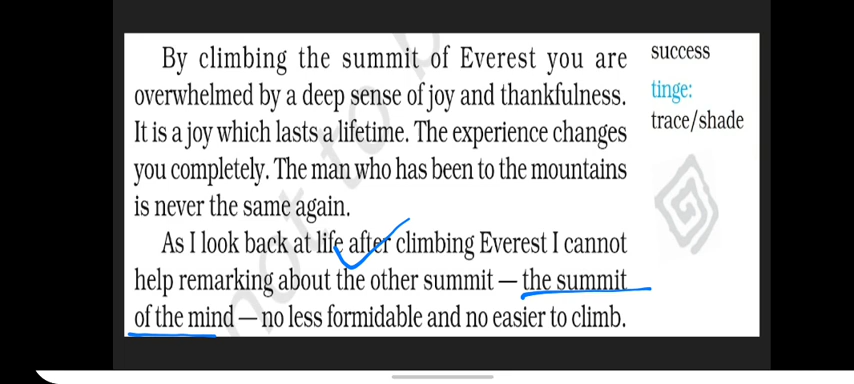 By climbing the summit of Everest you are
overwhelmed by a deep sense of joy and thankfulness.
It is a joy which lasts a lifetime. The experience changes
you completely. The man who has been to the mountains
is never the same again.
As I look back at life after climbing Everest I cannot
help remarking about the other summit — the summit
of the mind — no less formidable and no easier to climb.
success
tinge:
trace/shade
not to b